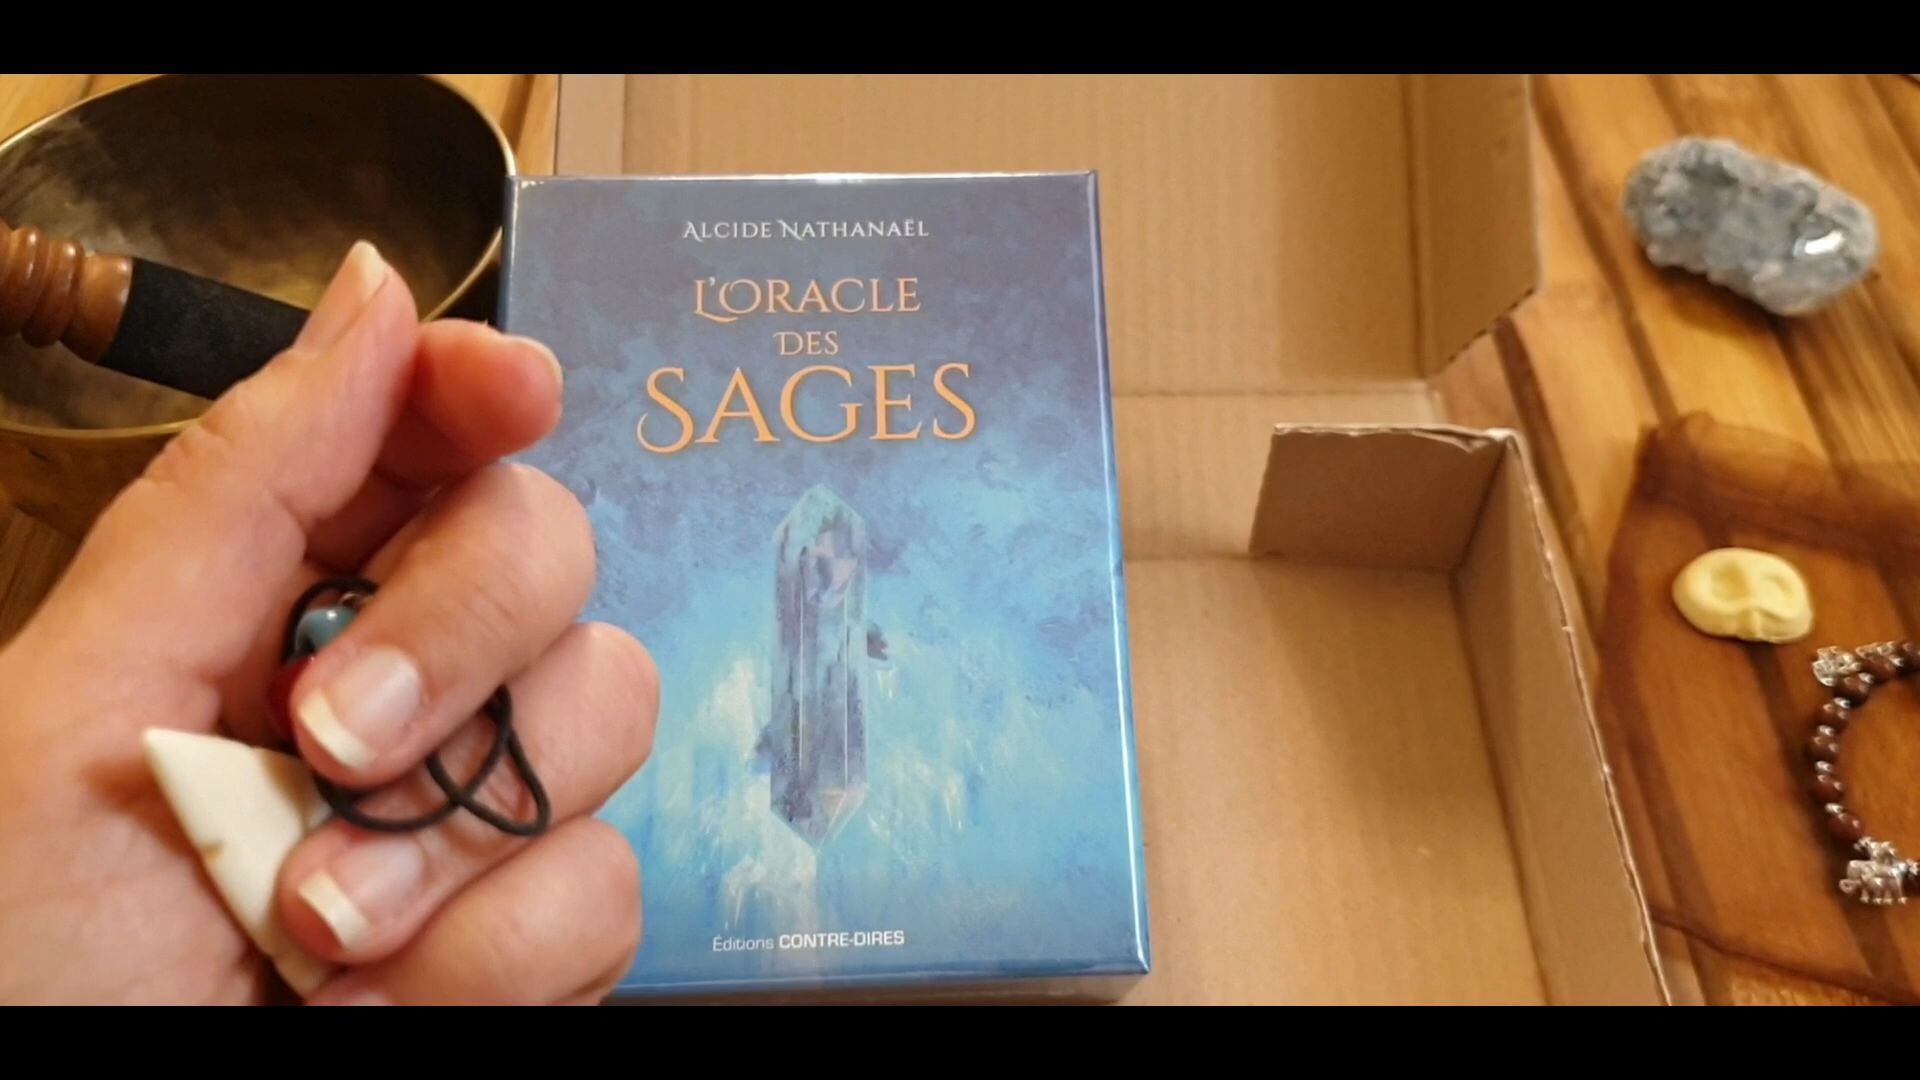 ALCIDE NATHANAËL
L'ORACLE
DES
SAGES
Éditions CONTRE-DIRES